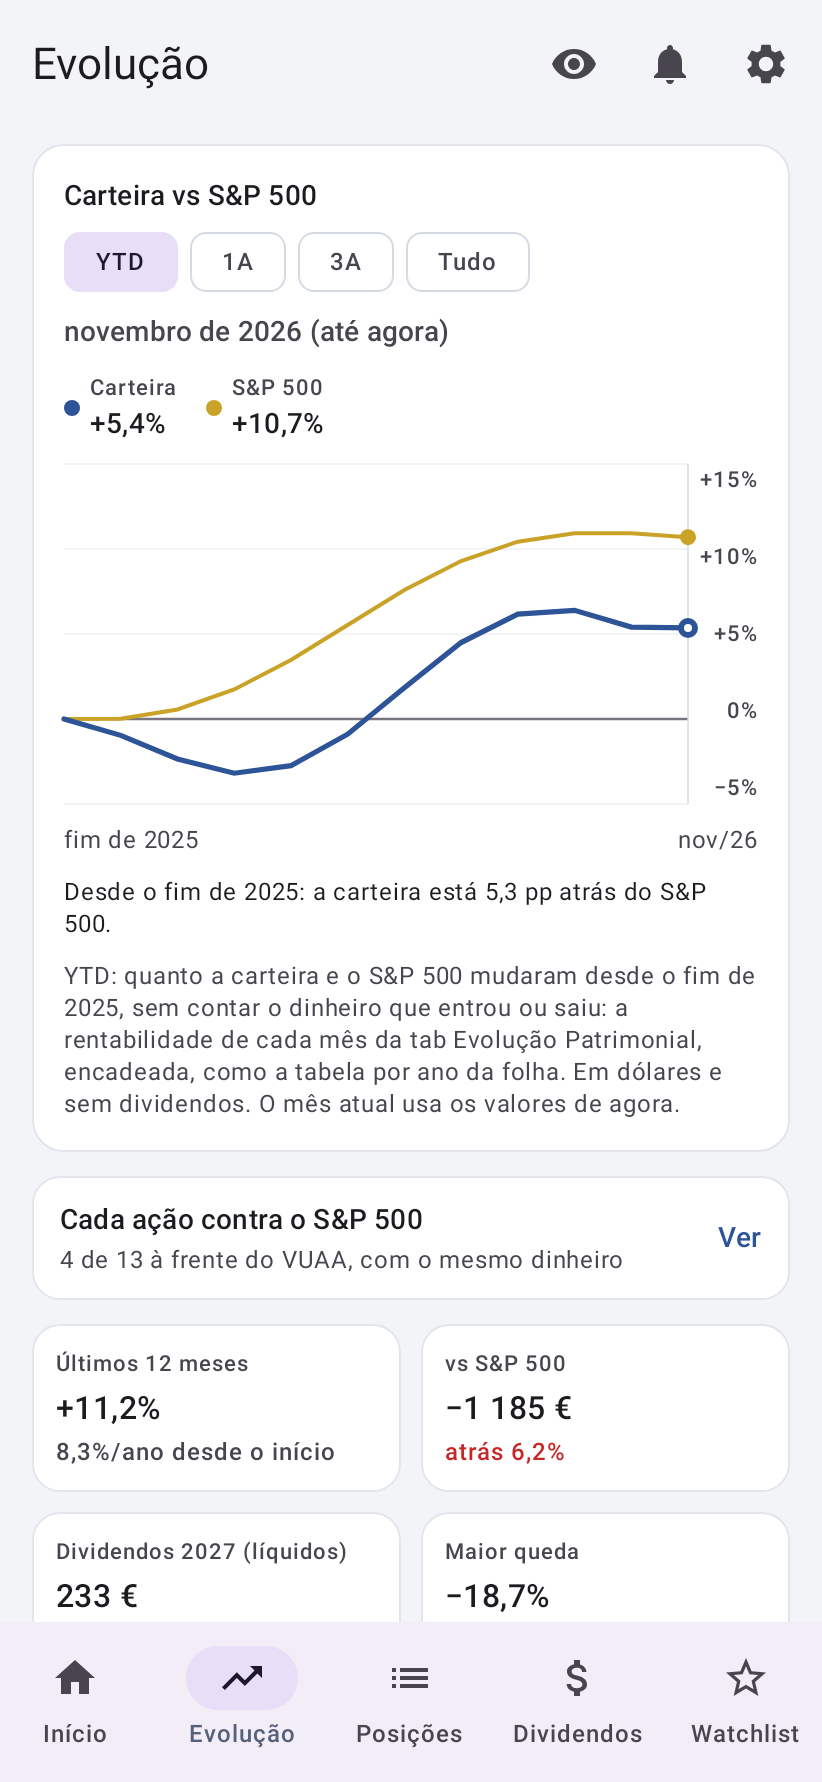 Evolução
Carteira vs S&P 500
YTD
1A
3A
Tudo
novembro de 2026 (até agora)
Carteira
+5,4%
S&P 500
+10,7%
+15%
+10%
+5%
0%
−5%
fim de 2025
nov/26
Desde o fim de 2025: a carteira está 5,3 pp atrás do S&P
500.
YTD: quanto a carteira e o S&P 500 mudaram desde o fim de
2025, sem contar o dinheiro que entrou ou saiu: a
rentabilidade de cada mês da tab Evolução Patrimonial,
encadeada, como a tabela por ano da folha. Em dólares e
sem dividendos. O mês atual usa os valores de agora.
Cada ação contra o S&P 500
4 de 13 à frente do VUAA, com o mesmo dinheiro
Ver
Últimos 12 meses
+11,2%
8,3%/ano desde o início
vs S&P 500
−1 185 €
atrás 6,2%
Dividendos 2027 (líquidos)
233 €
Maior queda
−18,7%
Início
Evolução
Posições
Dividendos
Watchlist